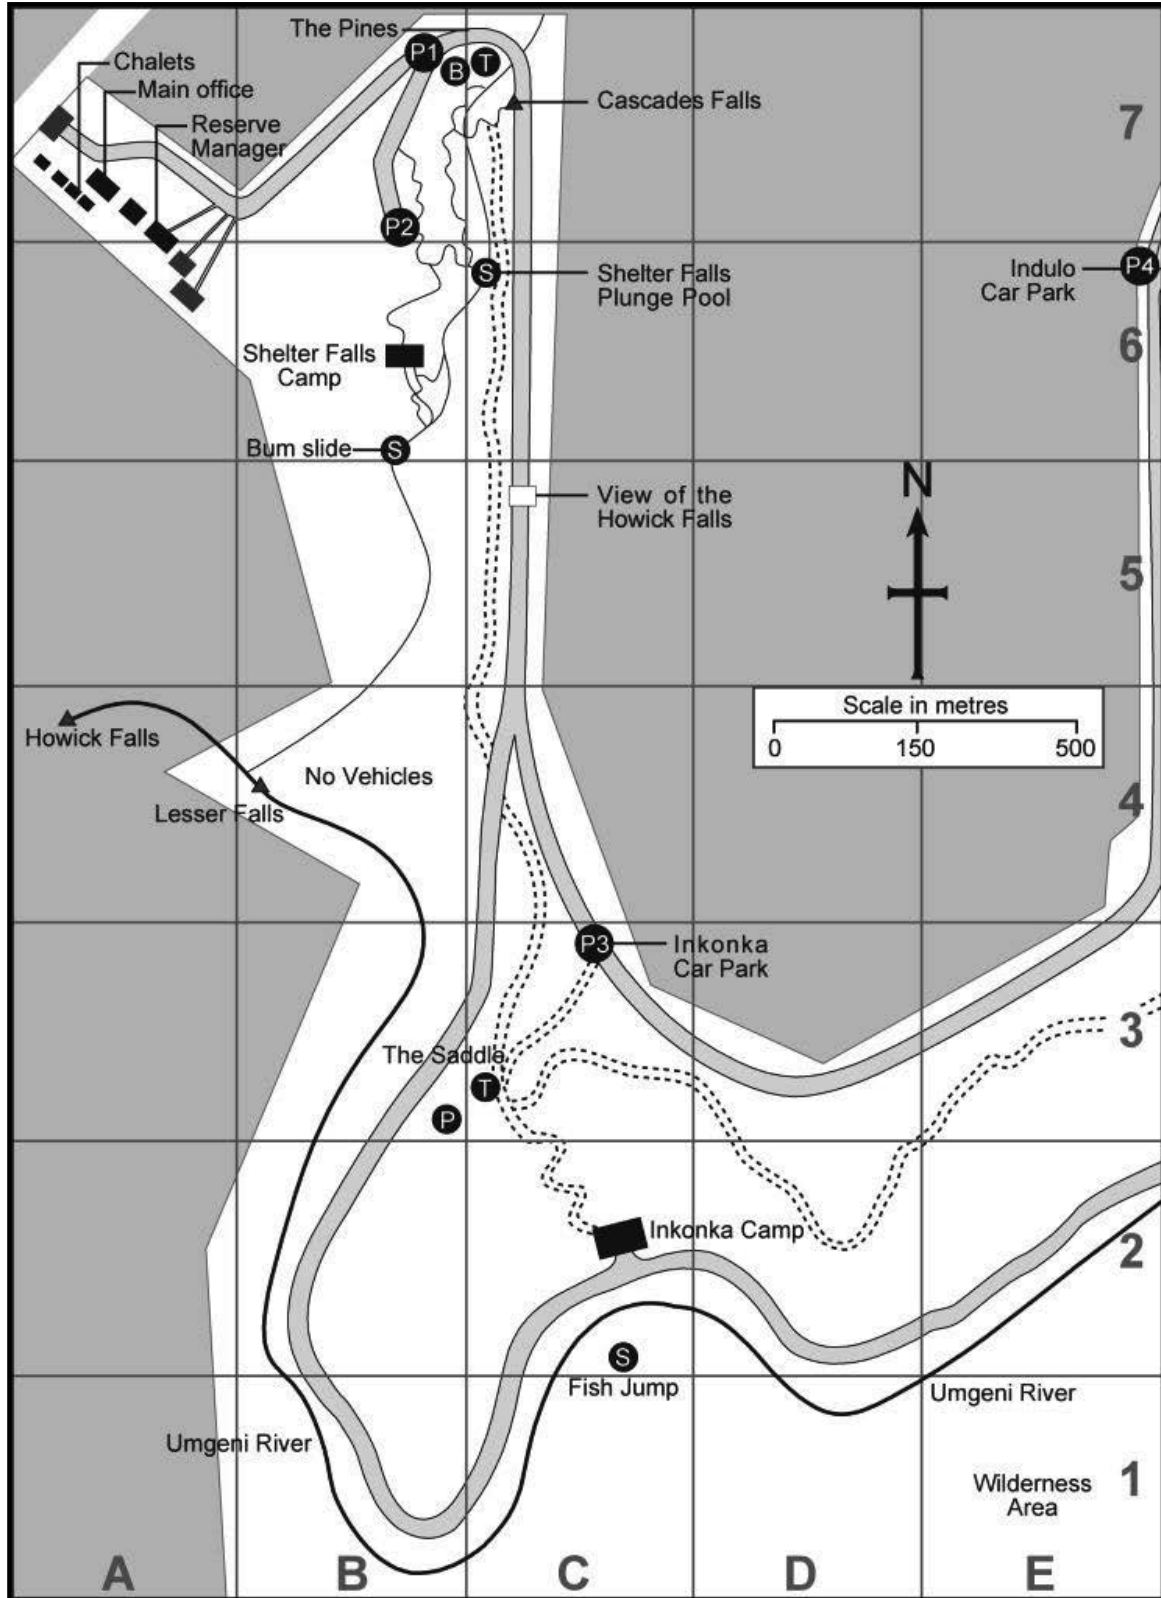 The Pines
P1
T
B
Chalets
Main office
Cascades Falls
7
Reserve
Manager
P2
S
Shelter Falls
Plunge Pool
Indulo
Car Park
P4
6
Shelter Falls
Camp
Bum slide
S
N
View of the
Howick Falls
5
Scale in metres
0 150 500
Howick Falls
No Vehicles
Lesser Falls
4
P3
Inkonka
Car Park
3
The Saddle
T
P
Inkonka Camp
2
S
Fish Jump
Umgeni River
Umgeni River
Wilderness
Area
1
A B C D E